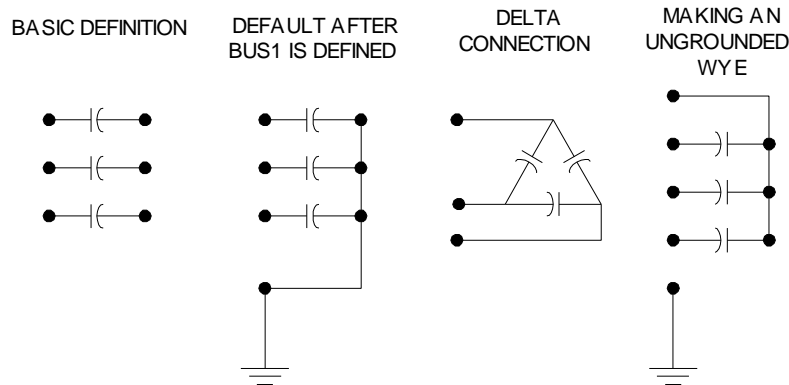 BASIC DEFINITION
DEFAULT AFTER
BUS1 IS DEFINED
DELTA
CONNECTION
MAKING AN
UNGROUNDED
WYE